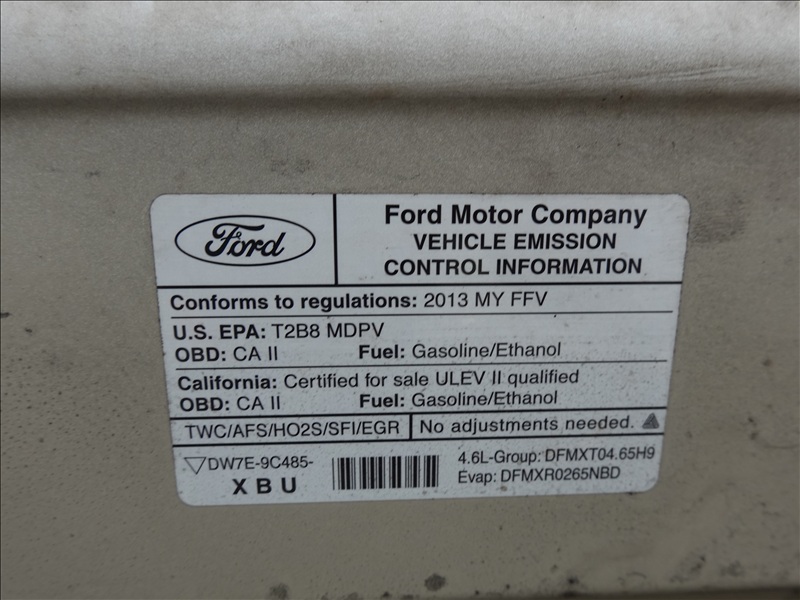 Ford
Ford Motor Company
VEHICLE EMISSION
CONTROL INFORMATION
Conforms to regulations: 2013 MY FFV
U.S. EPA: T2B8 MDPV
OBD: CA II Fuel: Gasoline/Ethanol
California: Certified for sale ULEV II qualified
OBD: CA II Fuel: Gasoline/Ethanol
TWC/AFS/HO2S/SFI/EGR No adjustments needed.
DW7E-9C485-
X B U
4.6L-Group: DFMXT04.65H9
Evap: DFMXR0265NBD